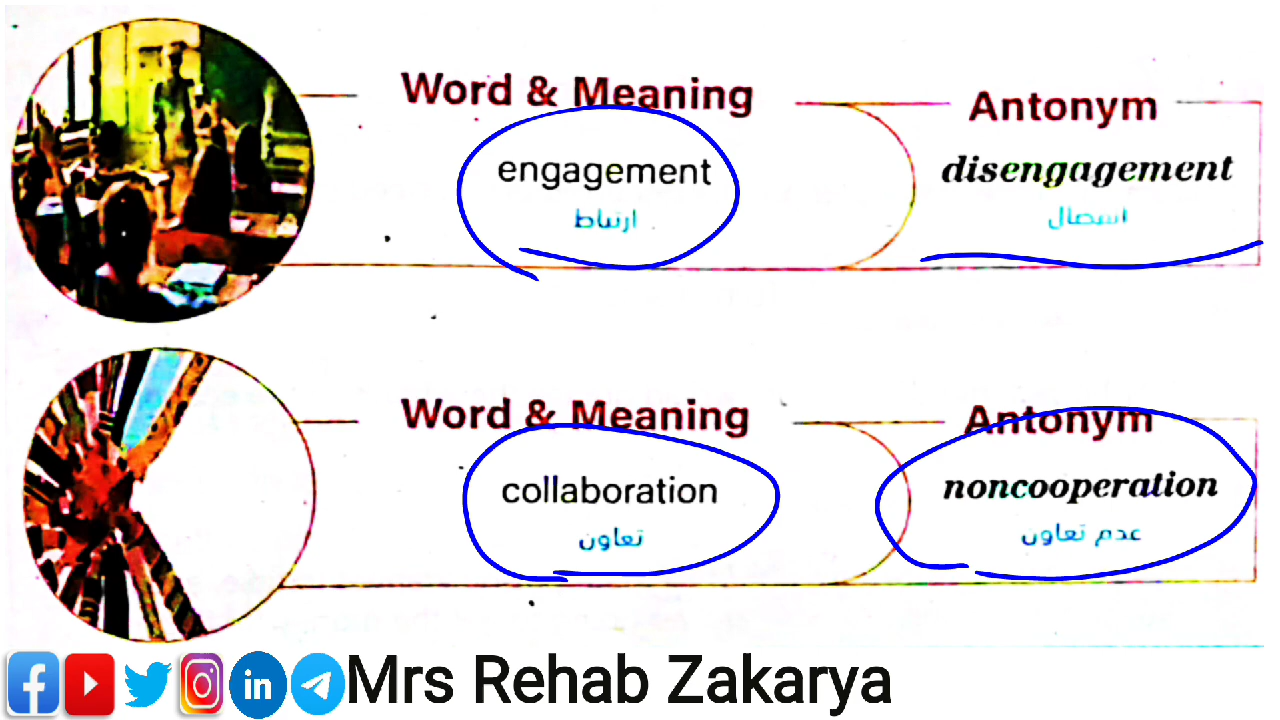 Word & Meaning
Antonym
engagement
disengagement
ارتباط
انفصال
Word & Meaning
Antonym
collaboration
noncooperation
تعاون
عدم تعاون
Mrs Rehab Zakarya